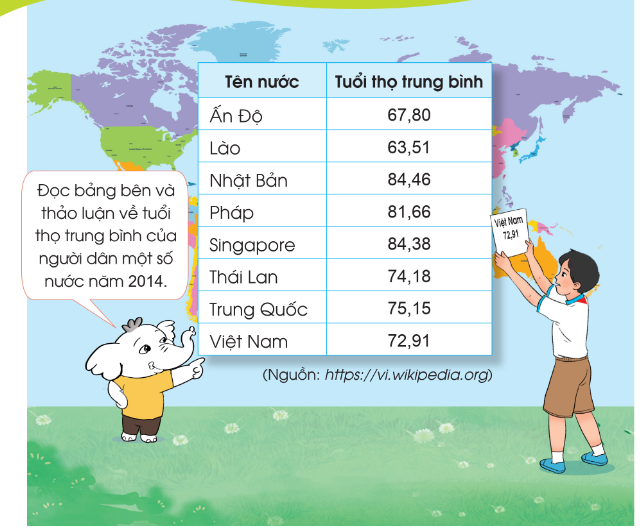 Tên nước Tuổi thọ trung bình
Ấn Độ 67,80
Lào 63,51
Nhật Bản 84,46
Pháp 81,66
Singapore 84,38
Thái Lan 74,18
Trung Quốc 75,15
Việt Nam 72,91
(Nguồn: https://vi.wikipedia.org)
Đọc bảng bên và
thảo luận về tuổi
thọ trung bình của
người dân một số
nước năm 2014.
Việt Nam
72,91